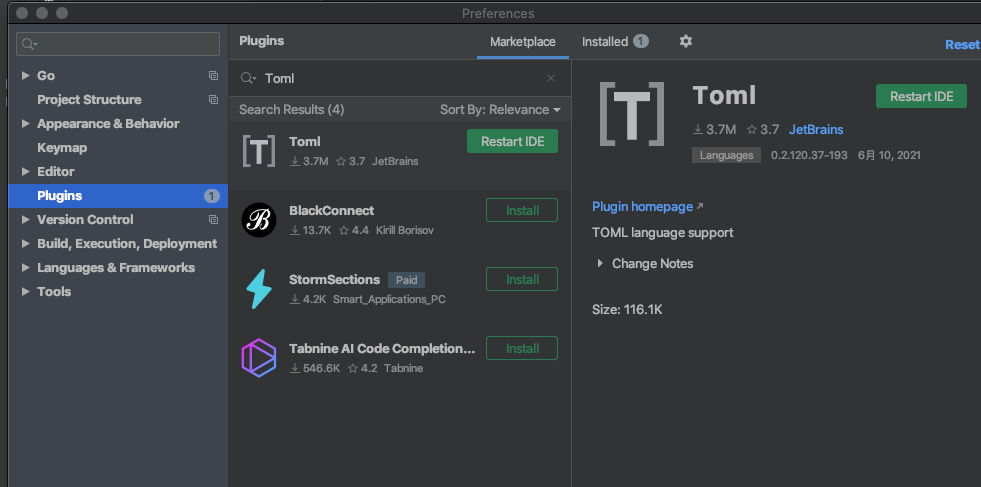 Preferences
Plugins
Marketplace
Installed 1
Reset
Go
Project Structure
Appearance & Behavior
Keymap
Editor
Plugins 1
Version Control
Build, Execution, Deployment
Languages & Frameworks
Tools
Toml
Search Results (4)
Sort By: Relevance
[T]
Toml
Restart IDE
3.7M 3.7 JetBrains
B
BlackConnect
Install
13.7K 4.4 Kirill Borisov
StormSections Paid
Install
4.2K Smart_Applications_PC
Tabnine AI Code Completion...
Install
546.6K 4.2 Tabnine
[T]
Toml
Restart IDE
3.7M 3.7 JetBrains
Languages 0.2.120.37-193 6月 10, 2021
Plugin homepage
TOML language support
Change Notes
Size: 116.1K